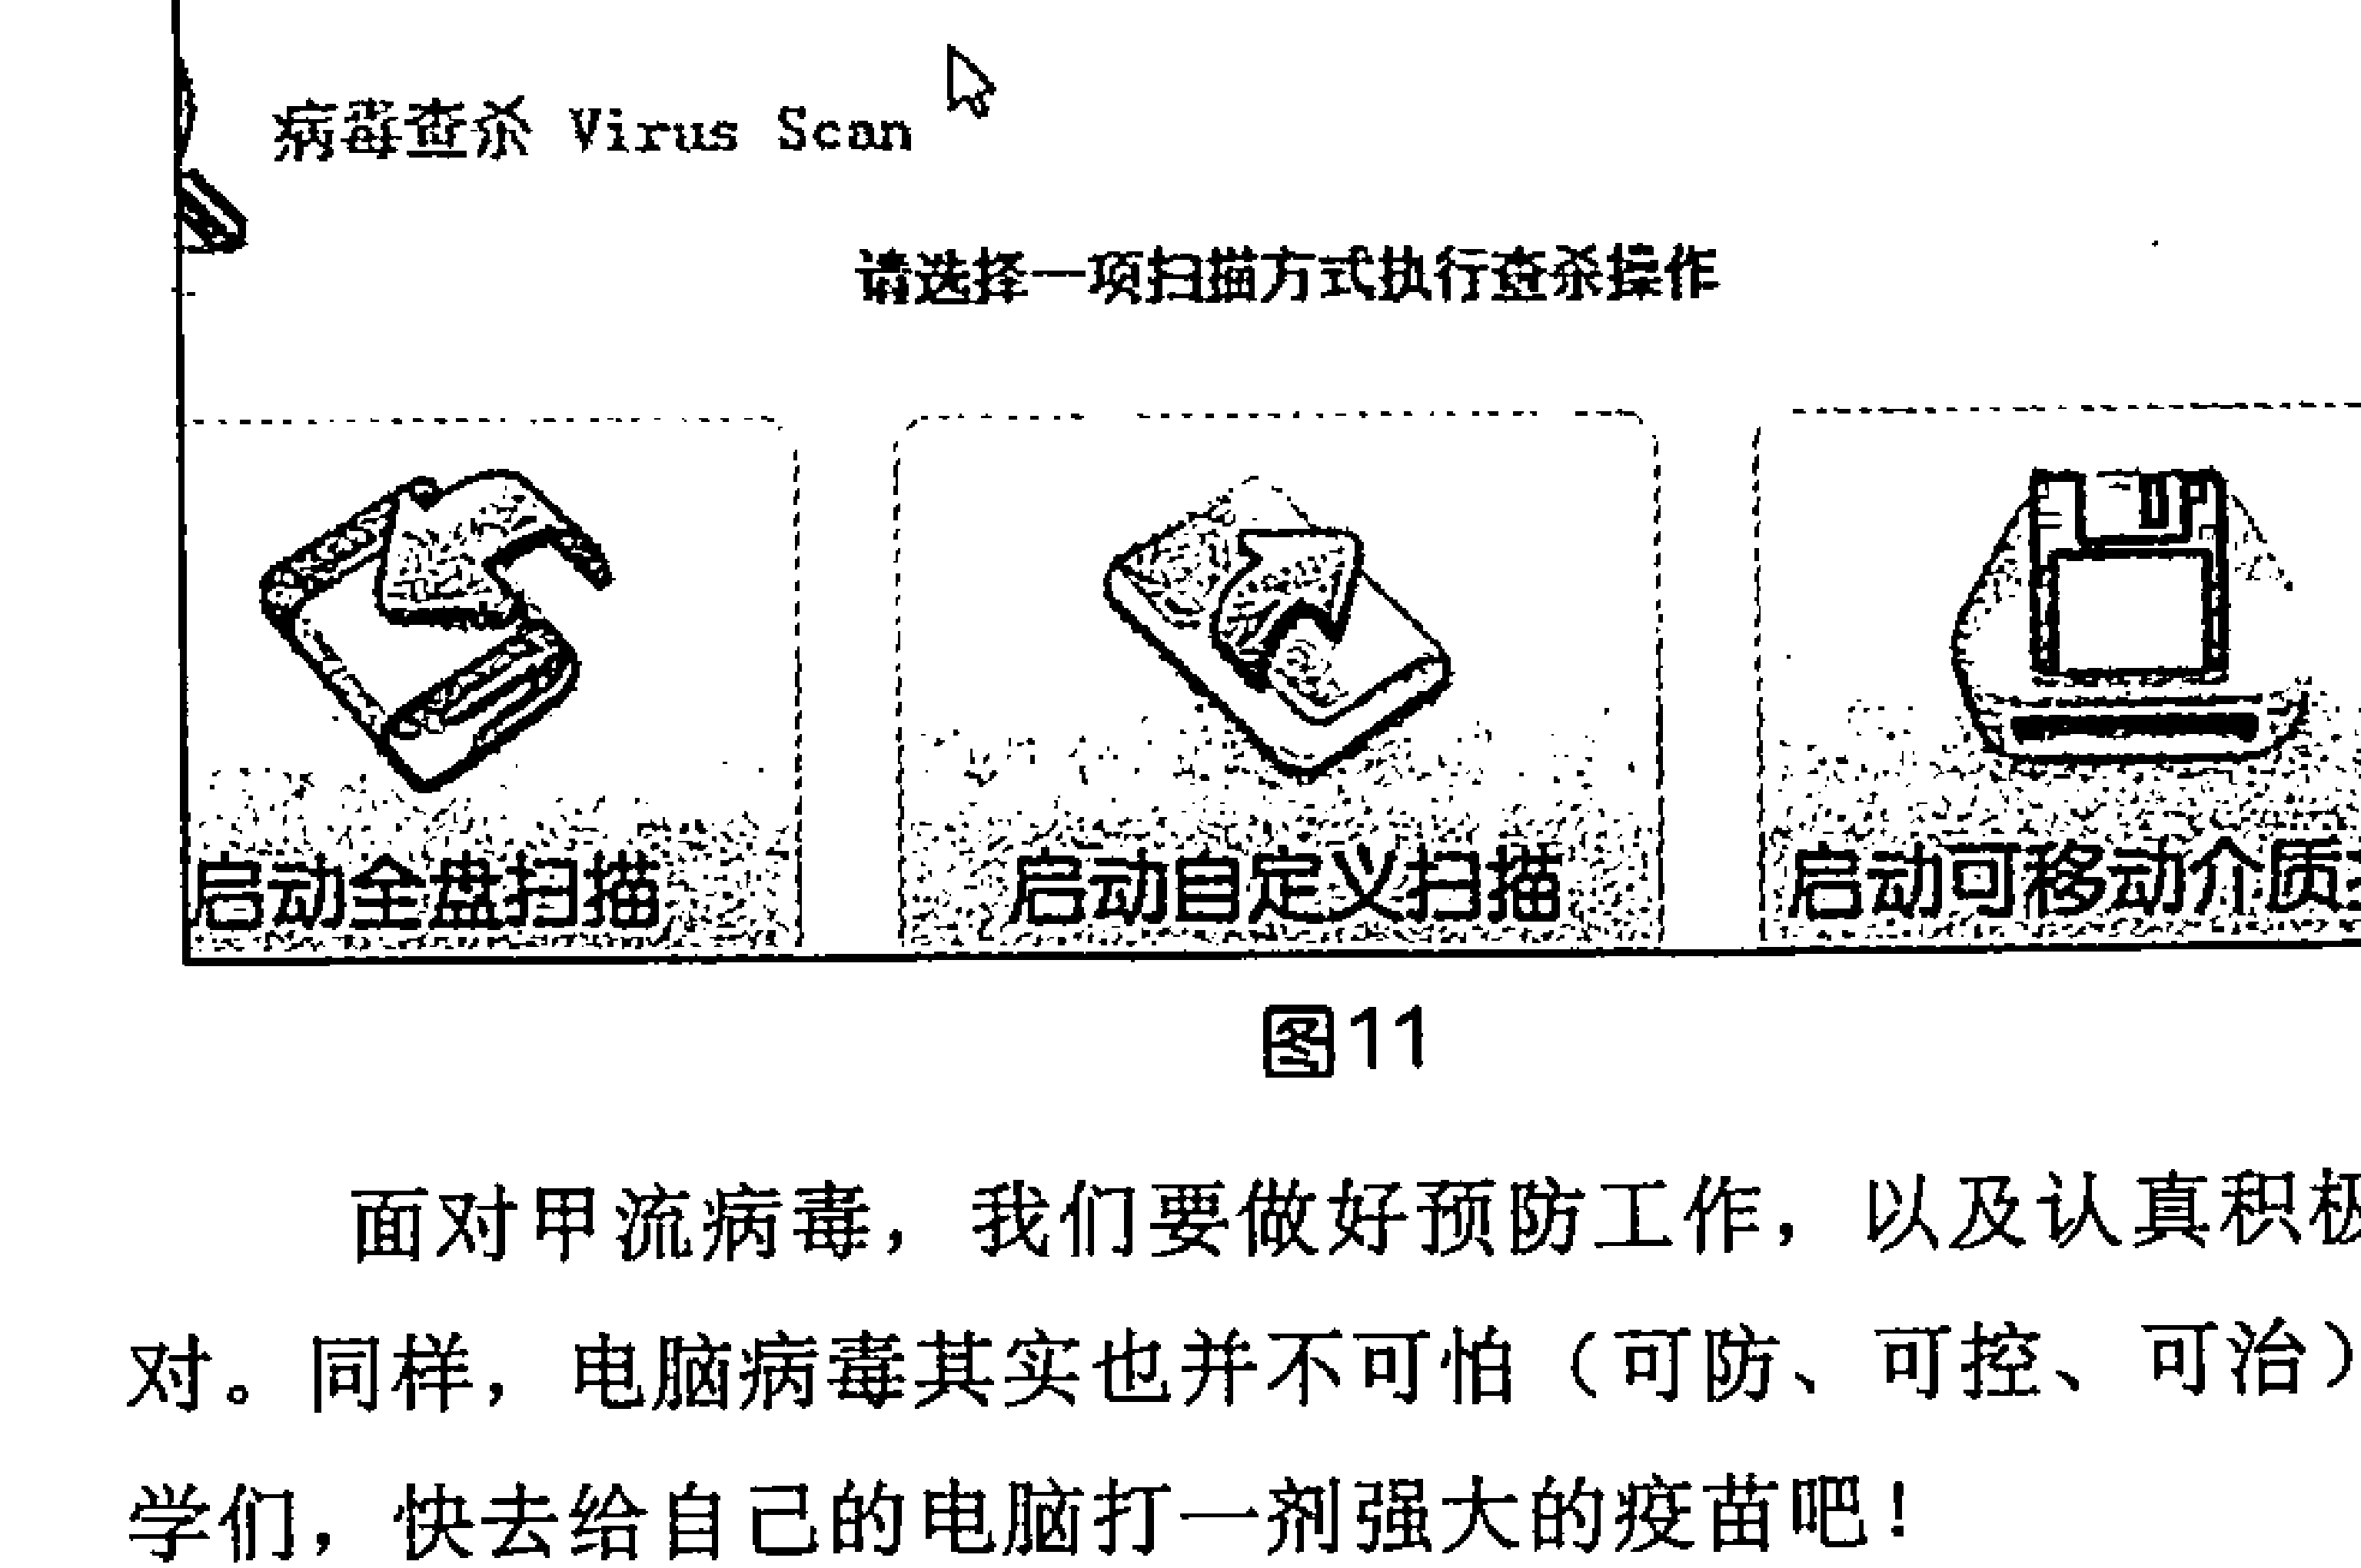 病毒查杀 Virus Scan
请选择一项扫描方式执行查杀操作
启动全盘扫描
启动自定义扫描
启动可移动介质
图11
面对甲流病毒，我们要做好预防工作，以及认真积极
对。同样，电脑病毒其实也并不可怕（可防、可控、可治）
学们，快去给自己的电脑打一剂强大的疫苗吧！